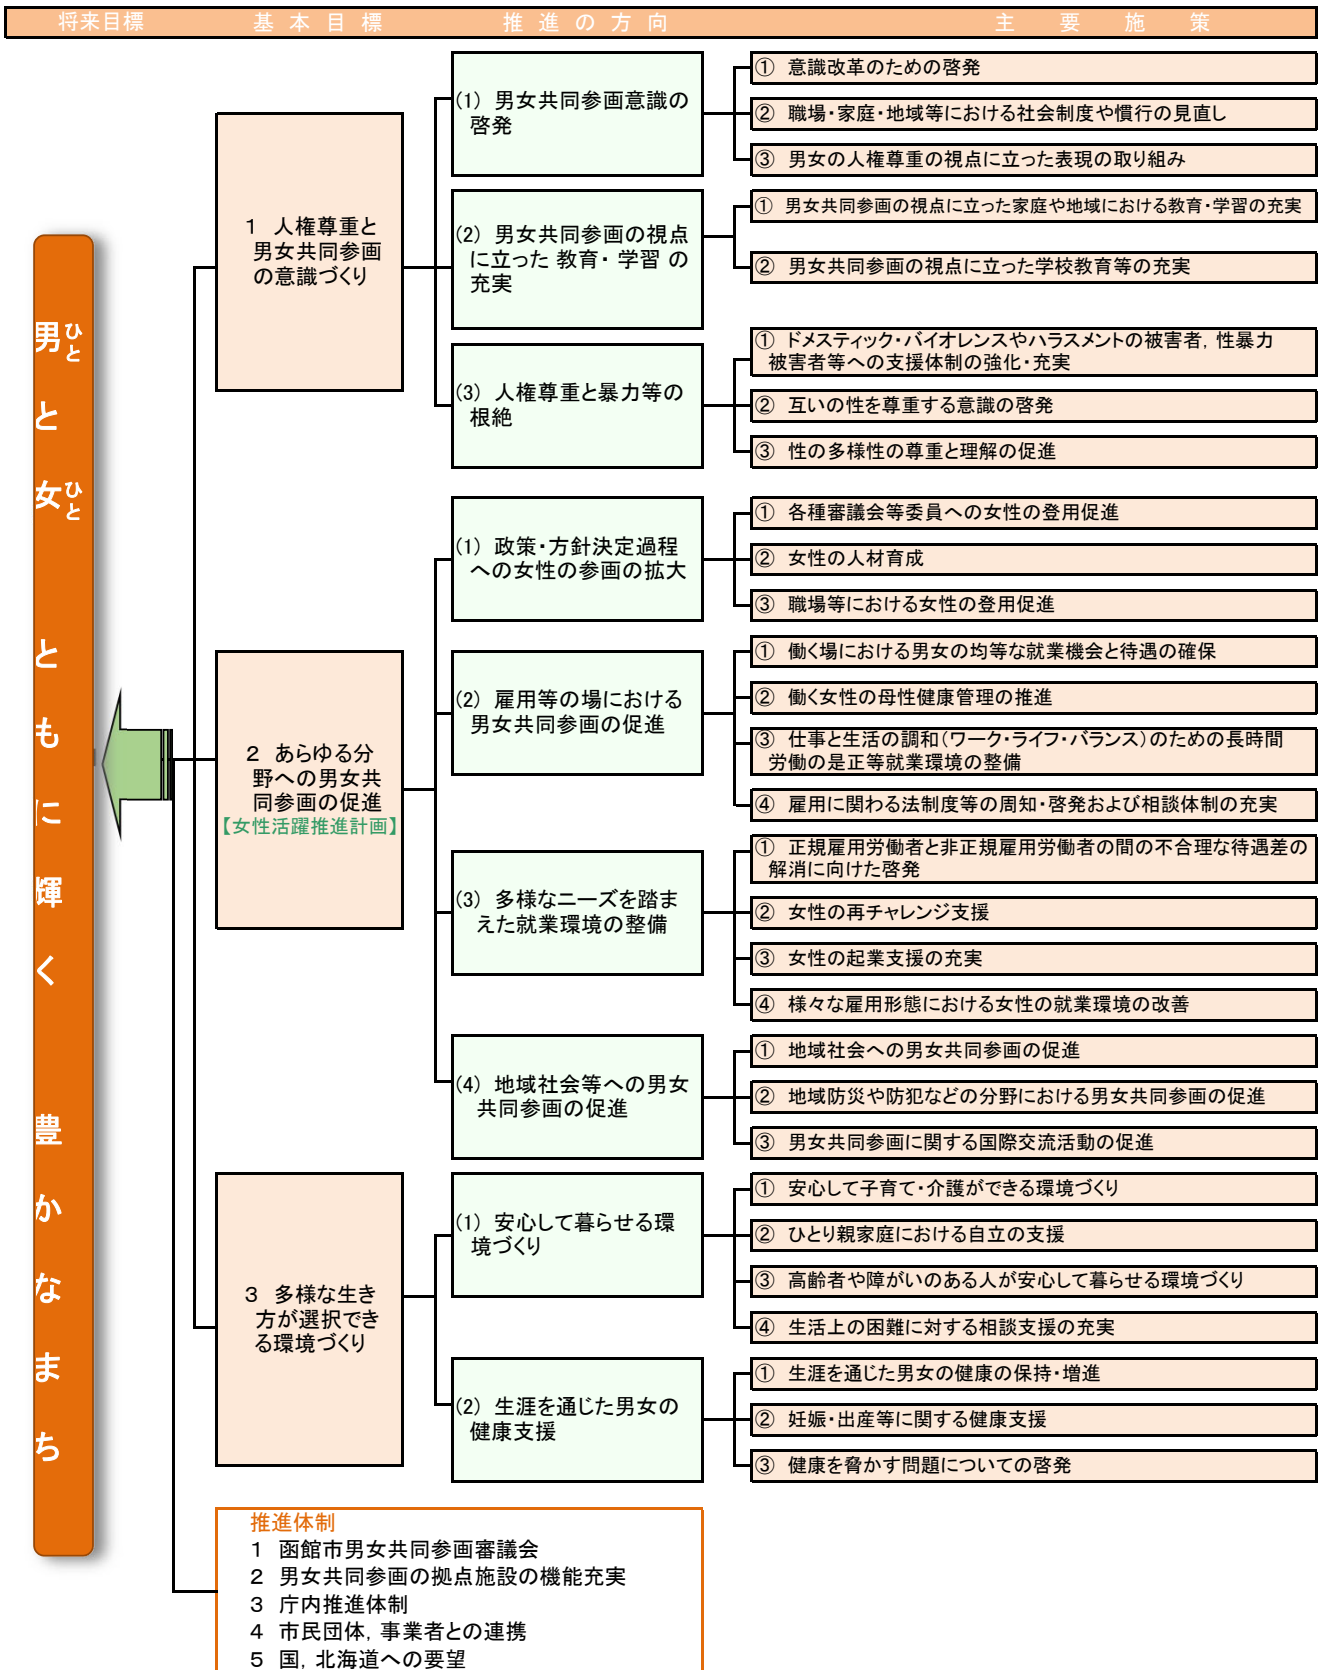 将来目標 基本目標 推進の方向 主要施策
男と女 ともに輝く 豊かなまち
ひと
ひと
1 人権尊重と
男女共同参画
の意識づくり
(1) 男女共同参画意識の
啓発
① 意識改革のための啓発
② 職場・家庭・地域等における社会制度や慣行の見直し
③ 男女の人権尊重の視点に立った表現の取り組み
(2) 男女共同参画の視点
に立った 教育・ 学習 の
充実
① 男女共同参画の視点に立った家庭や地域における教育・学習の充実
② 男女共同参画の視点に立った学校教育等の充実
(3) 人権尊重と暴力等の
根絶
① ドメスティック・バイオレンスやハラスメントの被害者, 性暴力
被害者等への支援体制の強化・充実
② 互いの性を尊重する意識の啓発
③ 性の多様性の尊重と理解の促進
2 あらゆる分
野への男女共
同参画の促進
【女性活躍推進計画】
(1) 政策・方針決定過程
への女性の参画の拡大
① 各種審議会等委員への女性の登用促進
② 女性の人材育成
③ 職場等における女性の登用促進
(2) 雇用等の場における
男女共同参画の促進
① 働く場における男女の均等な就業機会と待遇の確保
② 働く女性の母性健康管理の推進
③ 仕事と生活の調和(ワーク・ライフ・バランス)のための長時間
労働の是正等就業環境の整備
④ 雇用に関わる法制度等の周知・啓発および相談体制の充実
(3) 多様なニーズを踏ま
えた就業環境の整備
① 正規雇用労働者と非正規雇用労働者の間の不合理な待遇差の
解消に向けた啓発
② 女性の再チャレンジ支援
③ 女性の起業支援の充実
④ 様々な雇用形態における女性の就業環境の改善
(4) 地域社会等への男女
共同参画の促進
① 地域社会への男女共同参画の促進
② 地域防災や防犯などの分野における男女共同参画の促進
③ 男女共同参画に関する国際交流活動の促進
3 多様な生き
方が選択でき
る環境づくり
(1) 安心して暮らせる環
境づくり
① 安心して子育て・介護ができる環境づくり
② ひとり親家庭における自立の支援
③ 高齢者や障がいのある人が安心して暮らせる環境づくり
④ 生活上の困難に対する相談支援の充実
(2) 生涯を通じた男女の
健康支援
① 生涯を通じた男女の健康の保持・増進
② 妊娠・出産等に関する健康支援
③ 健康を脅かす問題についての啓発
推進体制
1 函館市男女共同参画審議会
2 男女共同参画の拠点施設の機能充実
3 庁内推進体制
4 市民団体, 事業者との連携
5 国, 北海道への要望